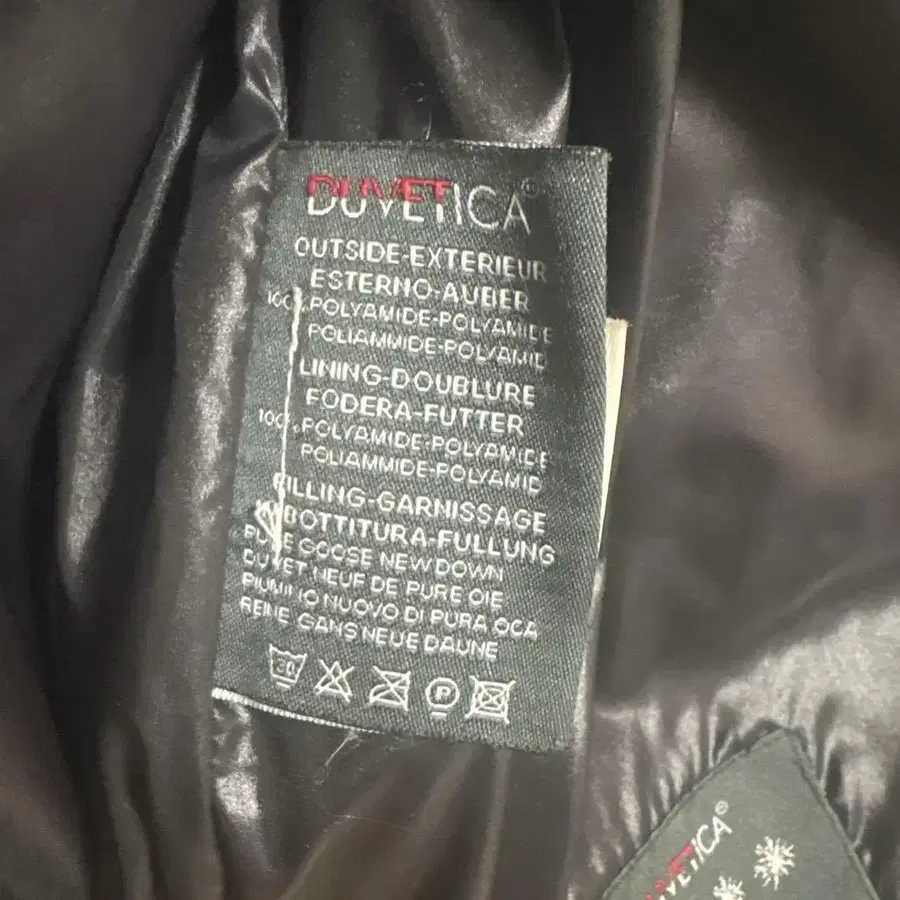 DUVETICA®
OUTSIDE-EXTERIEUR
ESTERNO-AUBER
100%POLYAMIDE-POLYAMIDE
POLIAMMIDE-POLYAMID
LINING-DOUBLURE
FODERA-FUTTER
100%POLYAMIDE-POLYAMIDE
POLIAMMIDE-POLYAMID
FILLING-GARNISSAGE
IMBOTTITURA-FULLUNG
PURE GOOSE NEW DOWN
DUVET NEUF DE PURE OIE
PIUMINO NUOVO DI PURA OCA
REINE GANS NEUE DAUNE
30
P
DUVETICA®